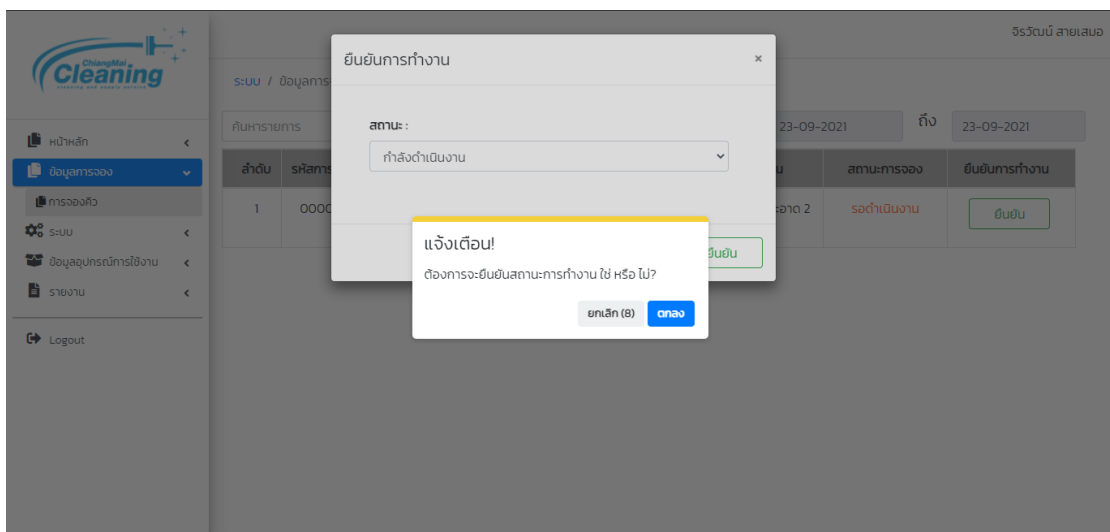 จิรวัฒน์ สายเสมอ
ChiangMai
Cleaning
cleaning and supply service
ระบบ / ข้อมูลการ
หน้าหลัก
ข้อมูลการจอง
การจองคิว
ระบบ
ข้อมูลอุปกรณ์การใช้งาน
รายงาน
Logout
ค้นหารายการ
23-09-2021 ถึง 23-09-2021
ลำดับ รหัสการ น สถานะการจอง ยืนยันการทำงาน
1 0000 ะอาด 2 รอดำเนินงาน ยืนยัน
ยืนยันการทำงาน ×
สถานะ :
กำลังดำเนินงาน
ยืนยัน
แจ้งเตือน!
ต้องการจะยืนยันสถานะการทำงาน ใช่ หรือ ไม่?
ยกเลิก (8) ตกลง